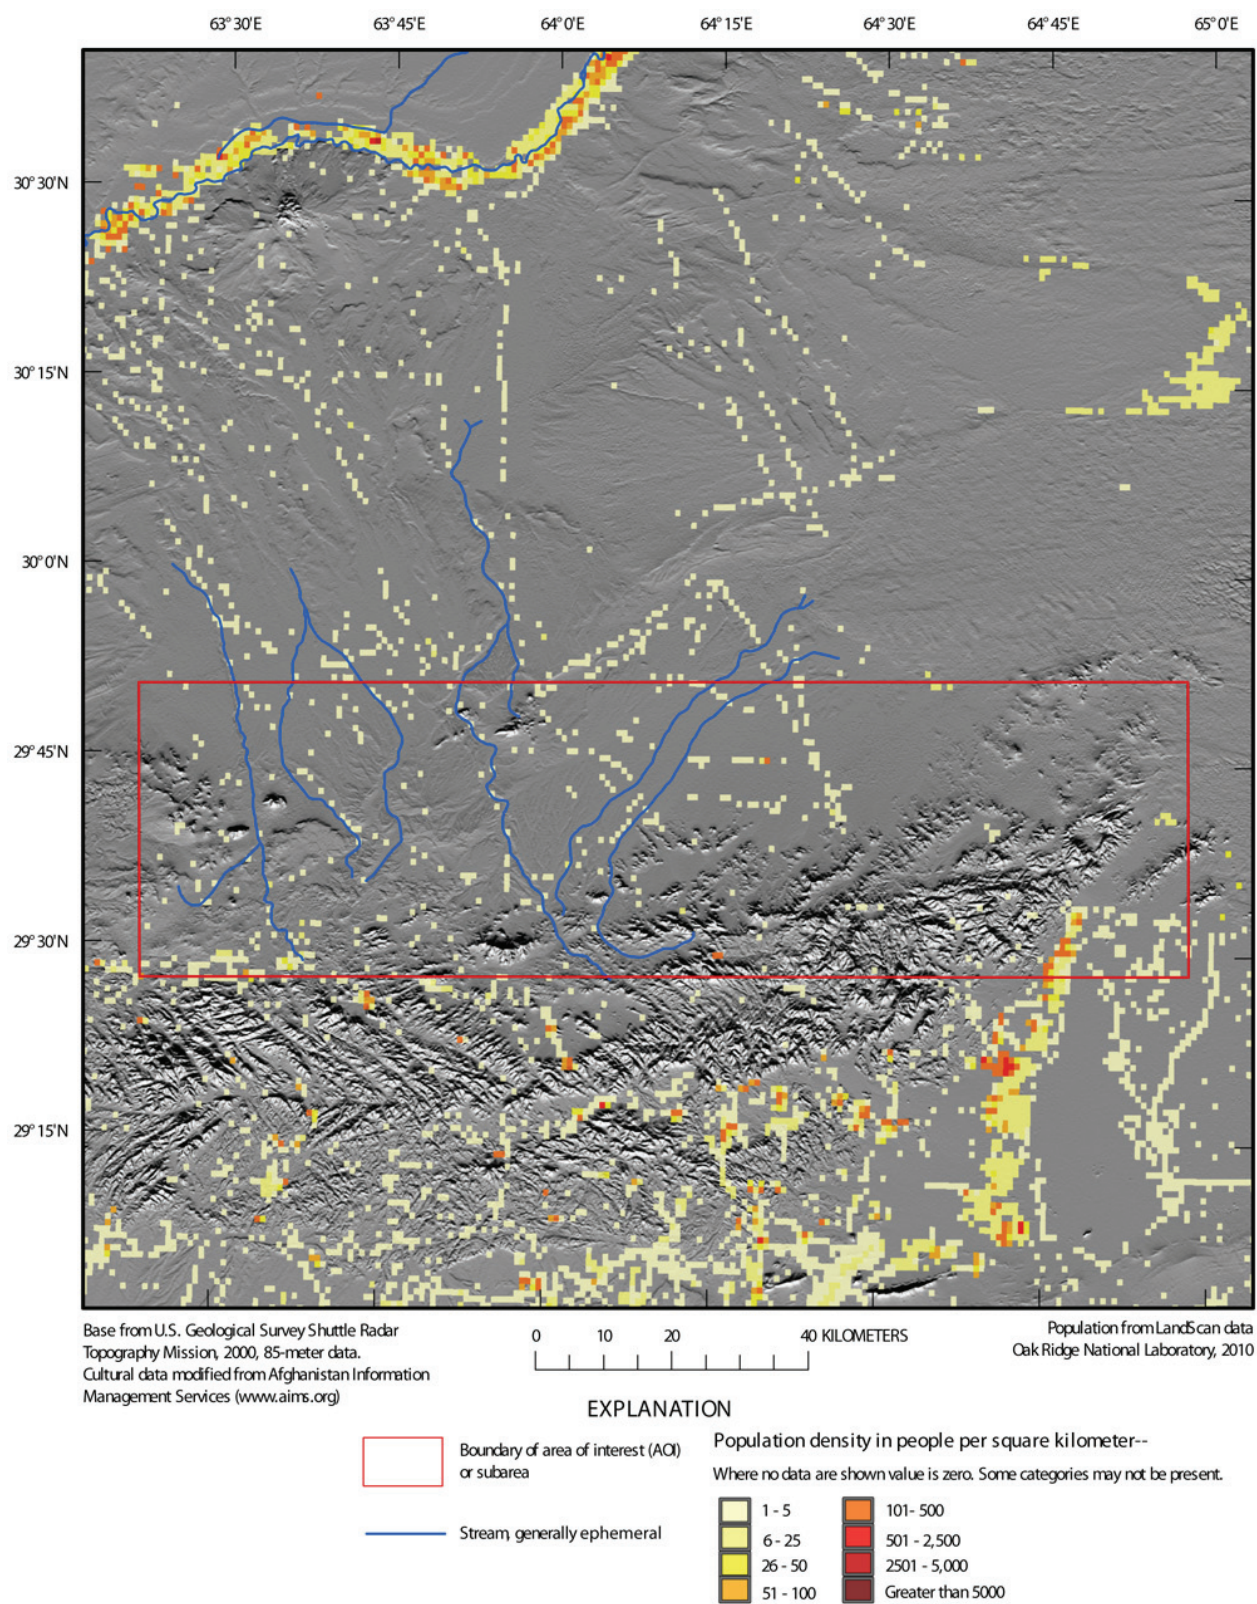 63°30'E 63°45'E 64°0'E 64°15'E 64°30'E 64°45'E 65°0'E
30°30'N
30°15'N
30°0'N
29°45'N
29°30'N
29°15'N
Base from U.S. Geological Survey Shuttle Radar
Topography Mission, 2000, 85-meter data.
Cultural data modified from Afghanistan Information
Management Services (www.aims.org)
0 10 20 40 KILOMETERS
Population from LandScan data
Oak Ridge National Laboratory, 2010
EXPLANATION
Boundary of area of interest (AOI)
or subarea
Stream, generally ephemeral
Population density in people per square kilometer--
Where no data are shown value is zero. Some categories may not be present.
1 - 5
6 - 25
26 - 50
51 - 100
101- 500
501 - 2,500
2501 - 5,000
Greater than 5000